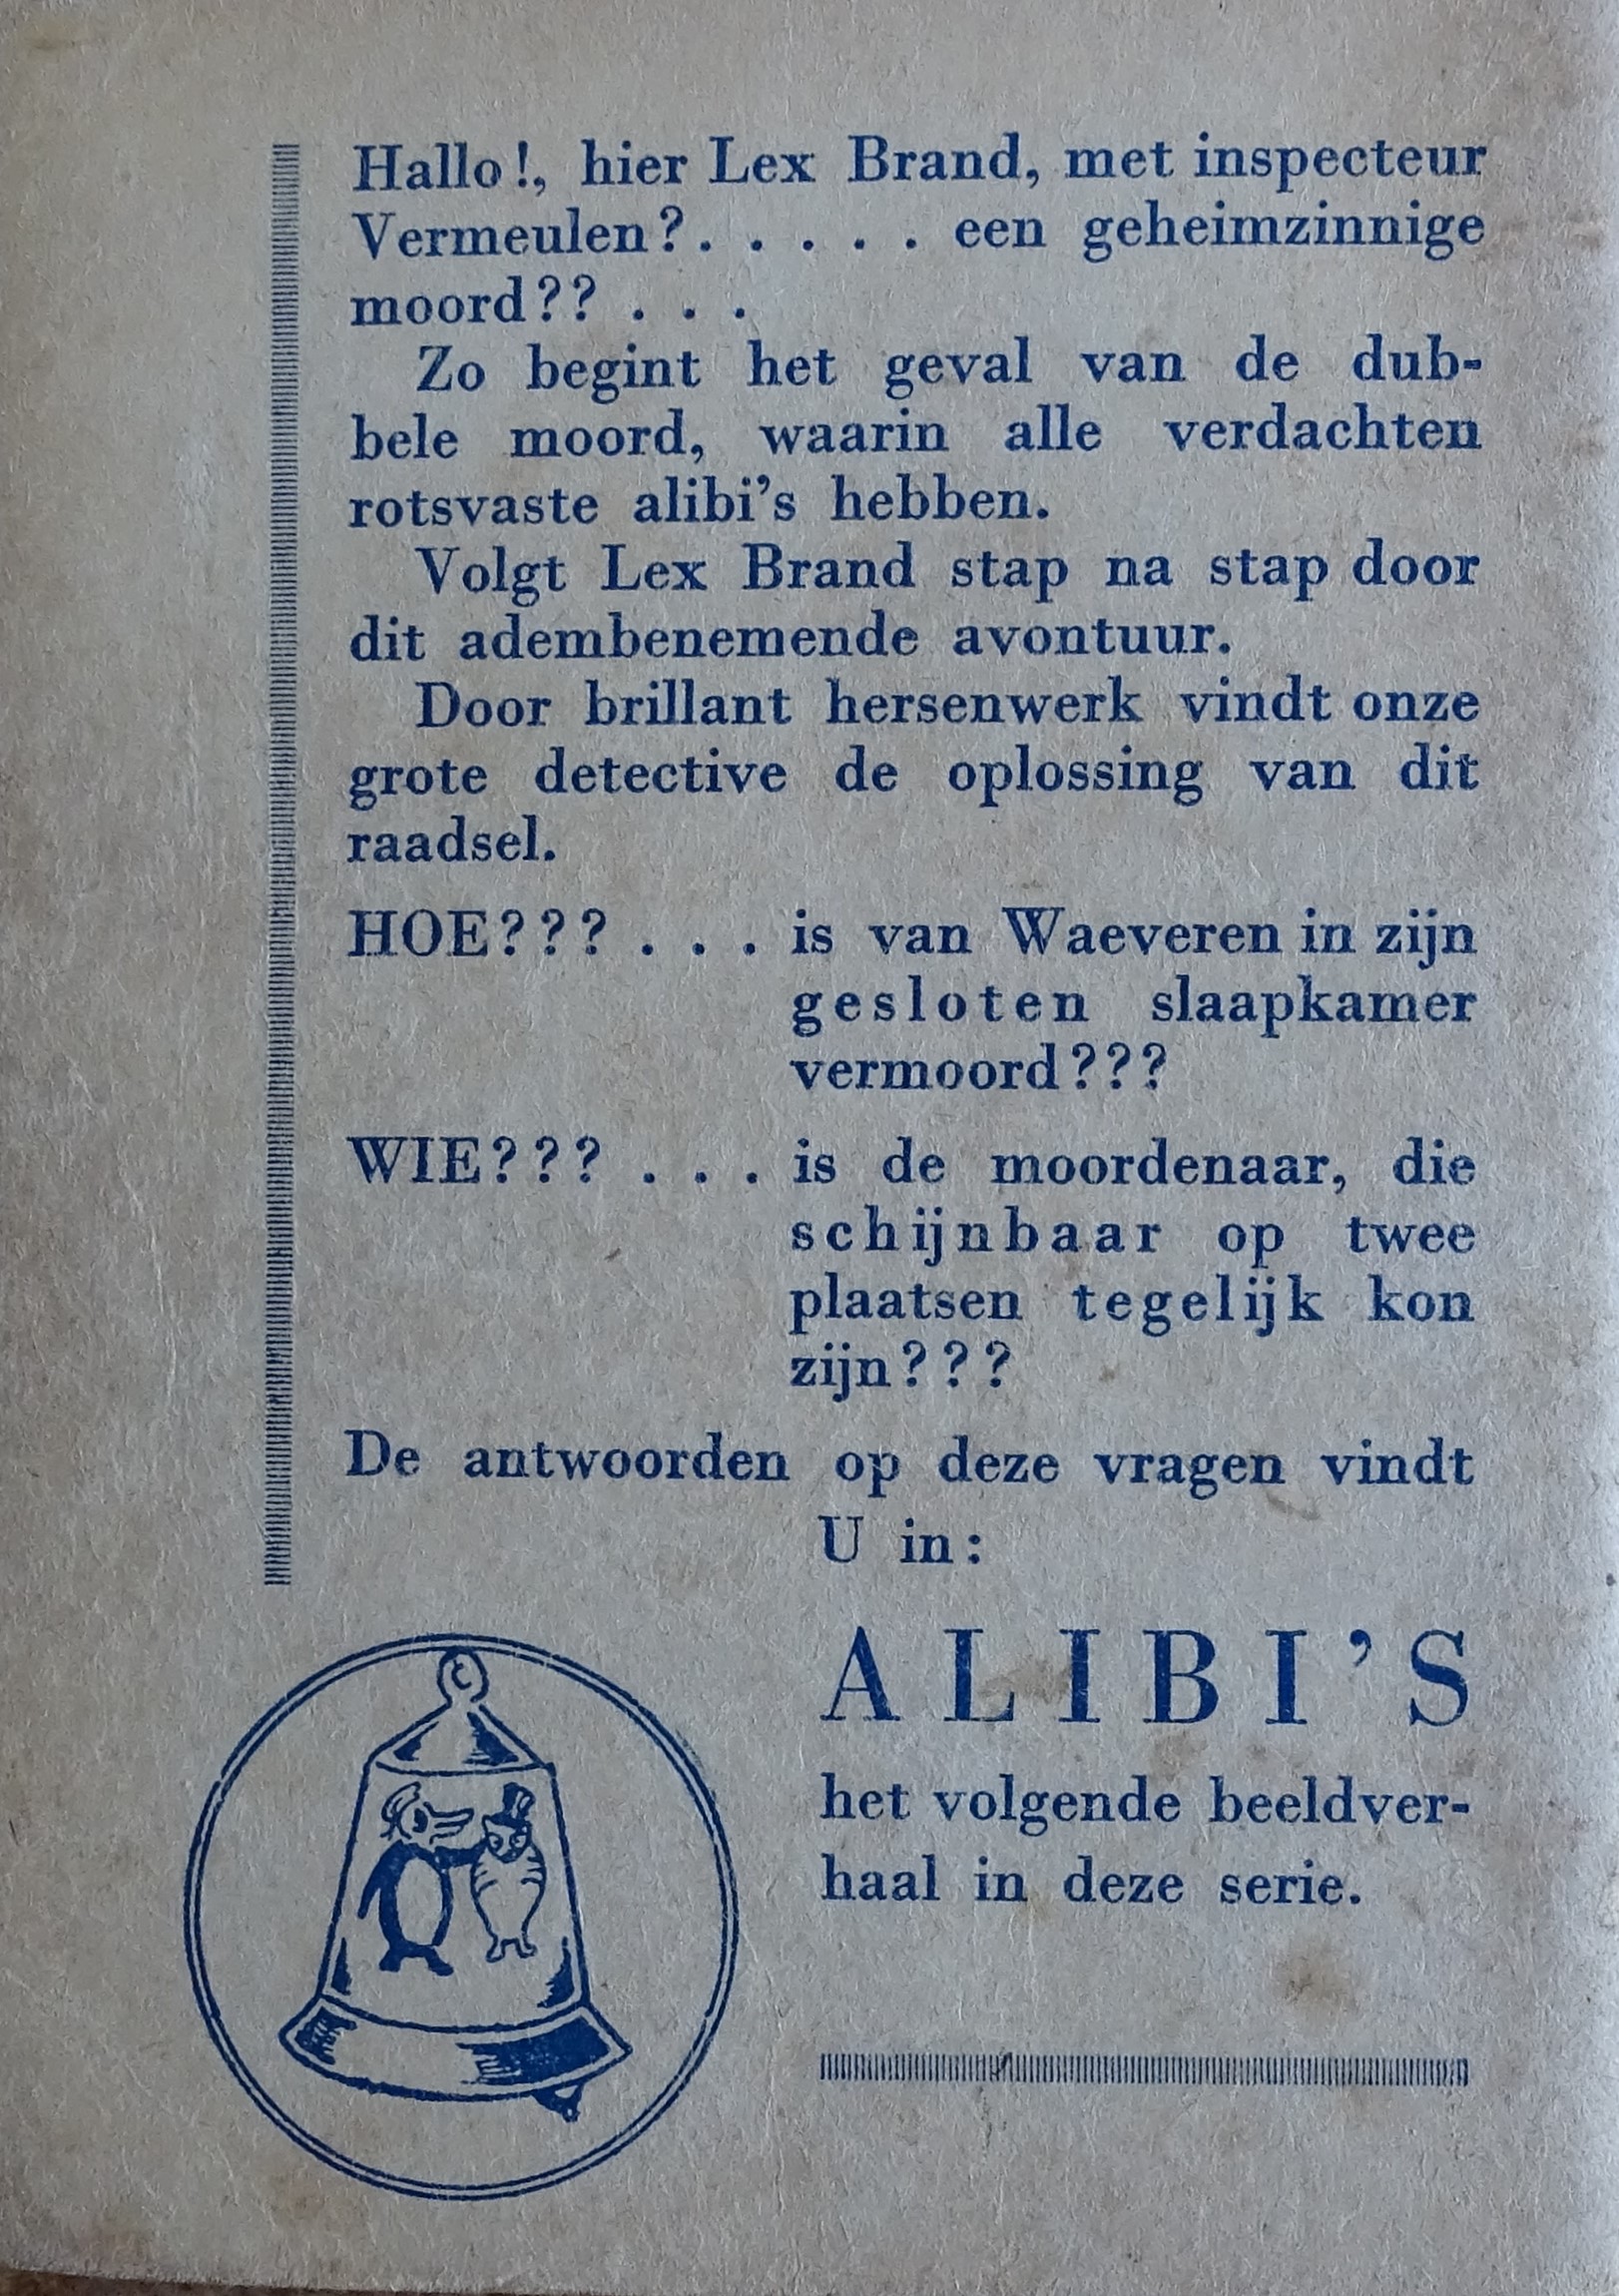 Hallo!, hier Lex Brand, met inspecteur
Vermeulen?. . . . . een geheimzinnige
moord?? . . .
Zo begint het geval van de dub-
bele moord, waarin alle verdachten
rotsvaste alibi's hebben.
Volgt Lex Brand stap na stap door
dit adembenemende avontuur.
Door brillant hersenwerk vindt onze
grote detective de oplossing van dit
raadsel.
HOE??? . . . is van Waeveren in zijn
gesloten slaapkamer
vermoord???
WIE??? . . . is de moordenaar, die
schijnbaar op twee
plaatsen tegelijk kon
zijn???
De antwoorden op deze vragen vindt
U in:
ALIBI'S
het volgende beeldver-
haal in deze serie.